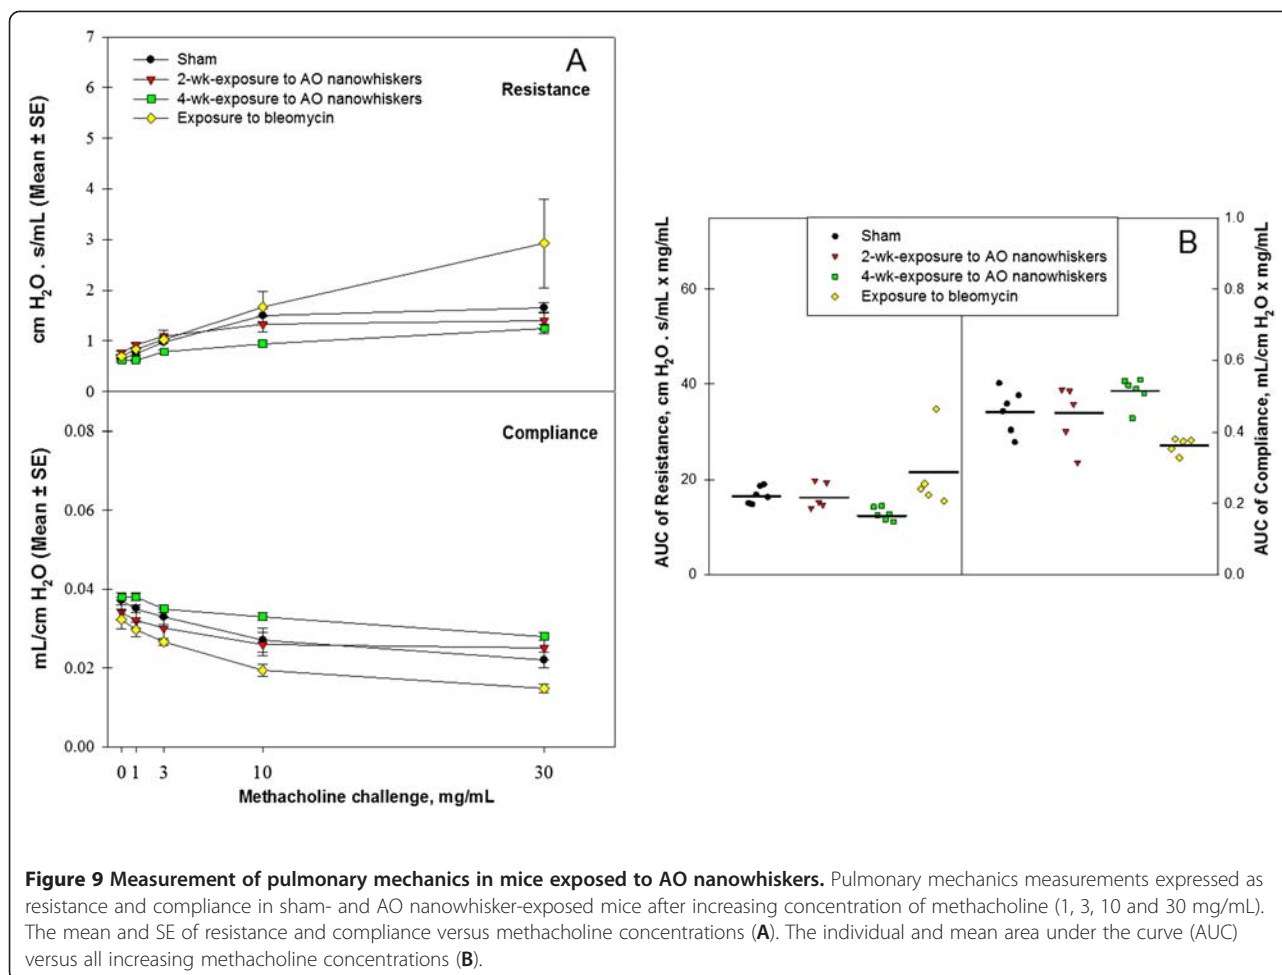 7
6
5
4
3
2
1
0
cm H₂O . s/mL (Mean ± SE)
Sham
2-wk-exposure to AO nanowhiskers
4-wk-exposure to AO nanowhiskers
Exposure to bleomycin
A
Resistance
0.08
0.06
0.04
0.02
0.00
mL/cm H₂O (Mean ± SE)
Compliance
0 1 3 10 30
Methacholine challenge, mg/mL
AUC of Resistance, cm H₂O . s/mL x mg/mL
60
40
20
0
Sham
2-wk-exposure to AO nanowhiskers
4-wk-exposure to AO nanowhiskers
Exposure to bleomycin
B
1.0
0.8
0.6
0.4
0.2
0.0
AUC of Compliance, mL/cm H₂O x mg/mL
Figure 9 Measurement of pulmonary mechanics in mice exposed to AO nanowhiskers. Pulmonary mechanics measurements expressed as
resistance and compliance in sham- and AO nanowhisker-exposed mice after increasing concentration of methacholine (1, 3, 10 and 30 mg/mL).
The mean and SE of resistance and compliance versus methacholine concentrations (A). The individual and mean area under the curve (AUC)
versus all increasing methacholine concentrations (B).